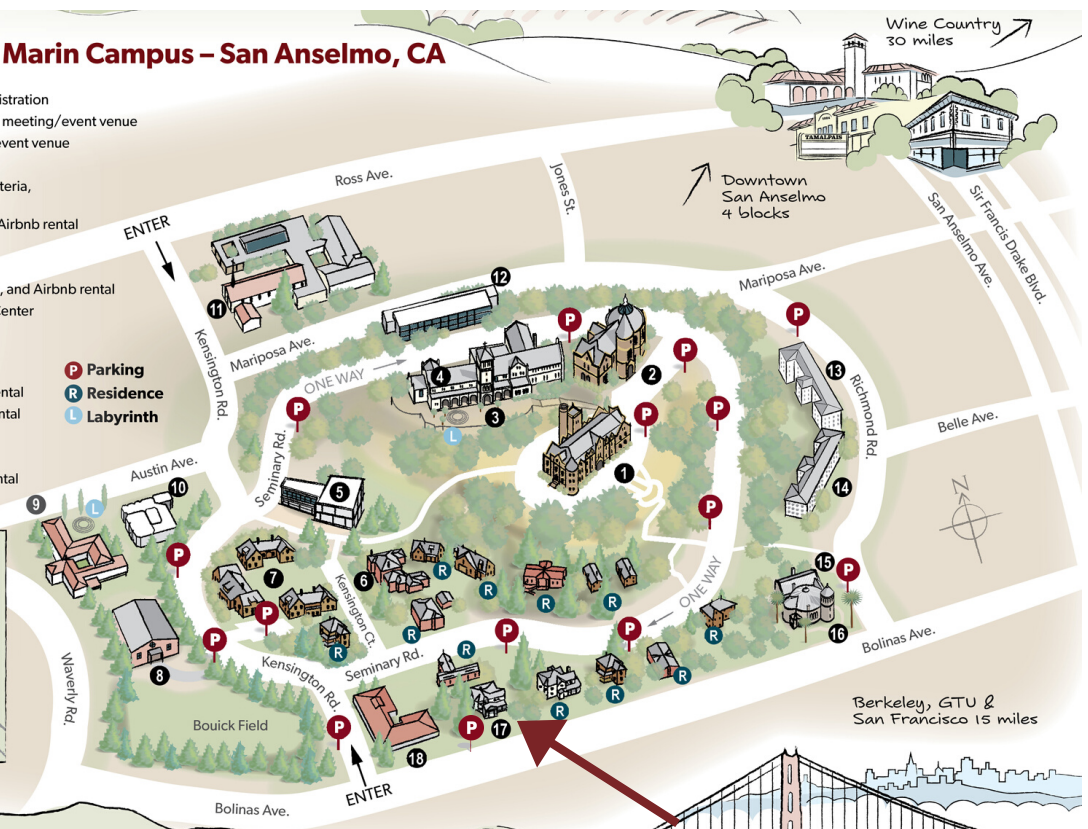 Marin Campus – San Anselmo, CA
Wine Country
30 miles
istration
meeting/event venue
event venue
teria,
Airbnb rental
, and Airbnb rental
Center
ental
ntal
ntal
P Parking
R Residence
L Labyrinth
TAMALPAIS
Downtown
San Anselmo
4 blocks
Ross Ave.
Jones St.
San Anselmo Ave.
Sir Francis Drake Blvd.
ENTER
11
12
Mariposa Ave.
Mariposa Ave.
Kensington Rd.
ONE WAY
P
P
P
P
P
P
4
3
2
L
13
Richmond Rd.
Belle Ave.
Seminary Rd.
1
5
14
Austin Ave.
9
L
10
N
P
P
ONE WAY
7
6
R
R
R
R
Kensington Ct.
15
P
16
Bolinas Ave.
P
P
R
R
R
P
P
8
Kensington Rd.
Seminary Rd.
R
R
R
R
Waverly Rd.
Bouick Field
P
P
17
18
ENTER
Bolinas Ave.
Berkeley, GTU &
San Francisco 15 miles